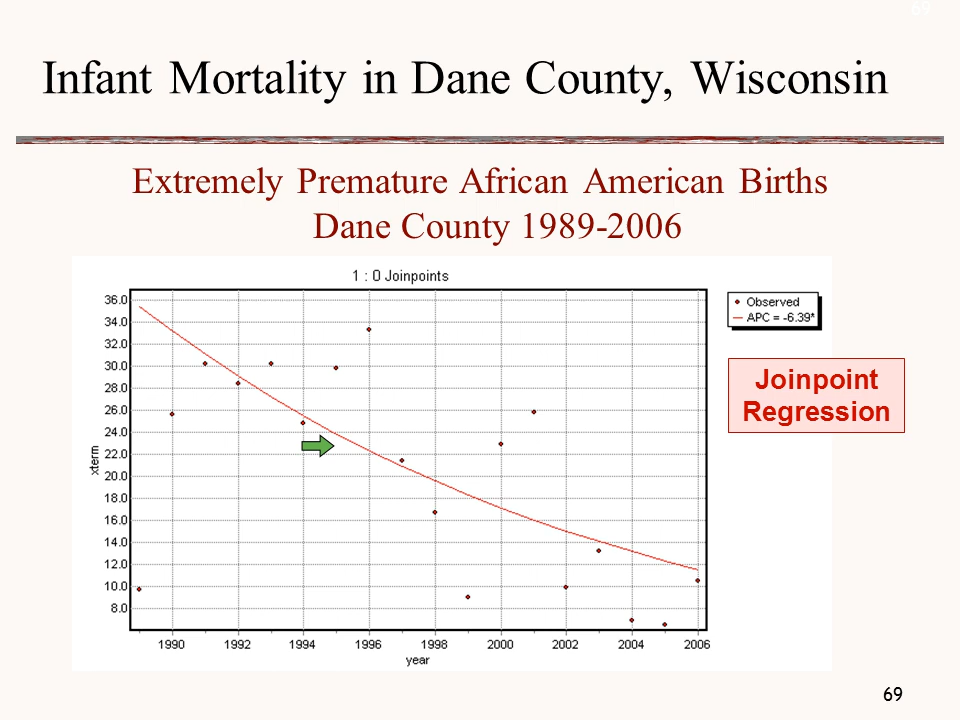 69
Infant Mortality in Dane County, Wisconsin
Extremely Premature African American Births
Dane County 1989-2006
1 : 0 Joinpoints
36.0
34.0
32.0
30.0
28.0
26.0
24.0
22.0
20.0
18.0
16.0
14.0
12.0
10.0
8.0
xterm
1990 1992 1994 1996 1998 2000 2002 2004 2006
year
Observed
APC = -6.39*
Joinpoint
Regression
69